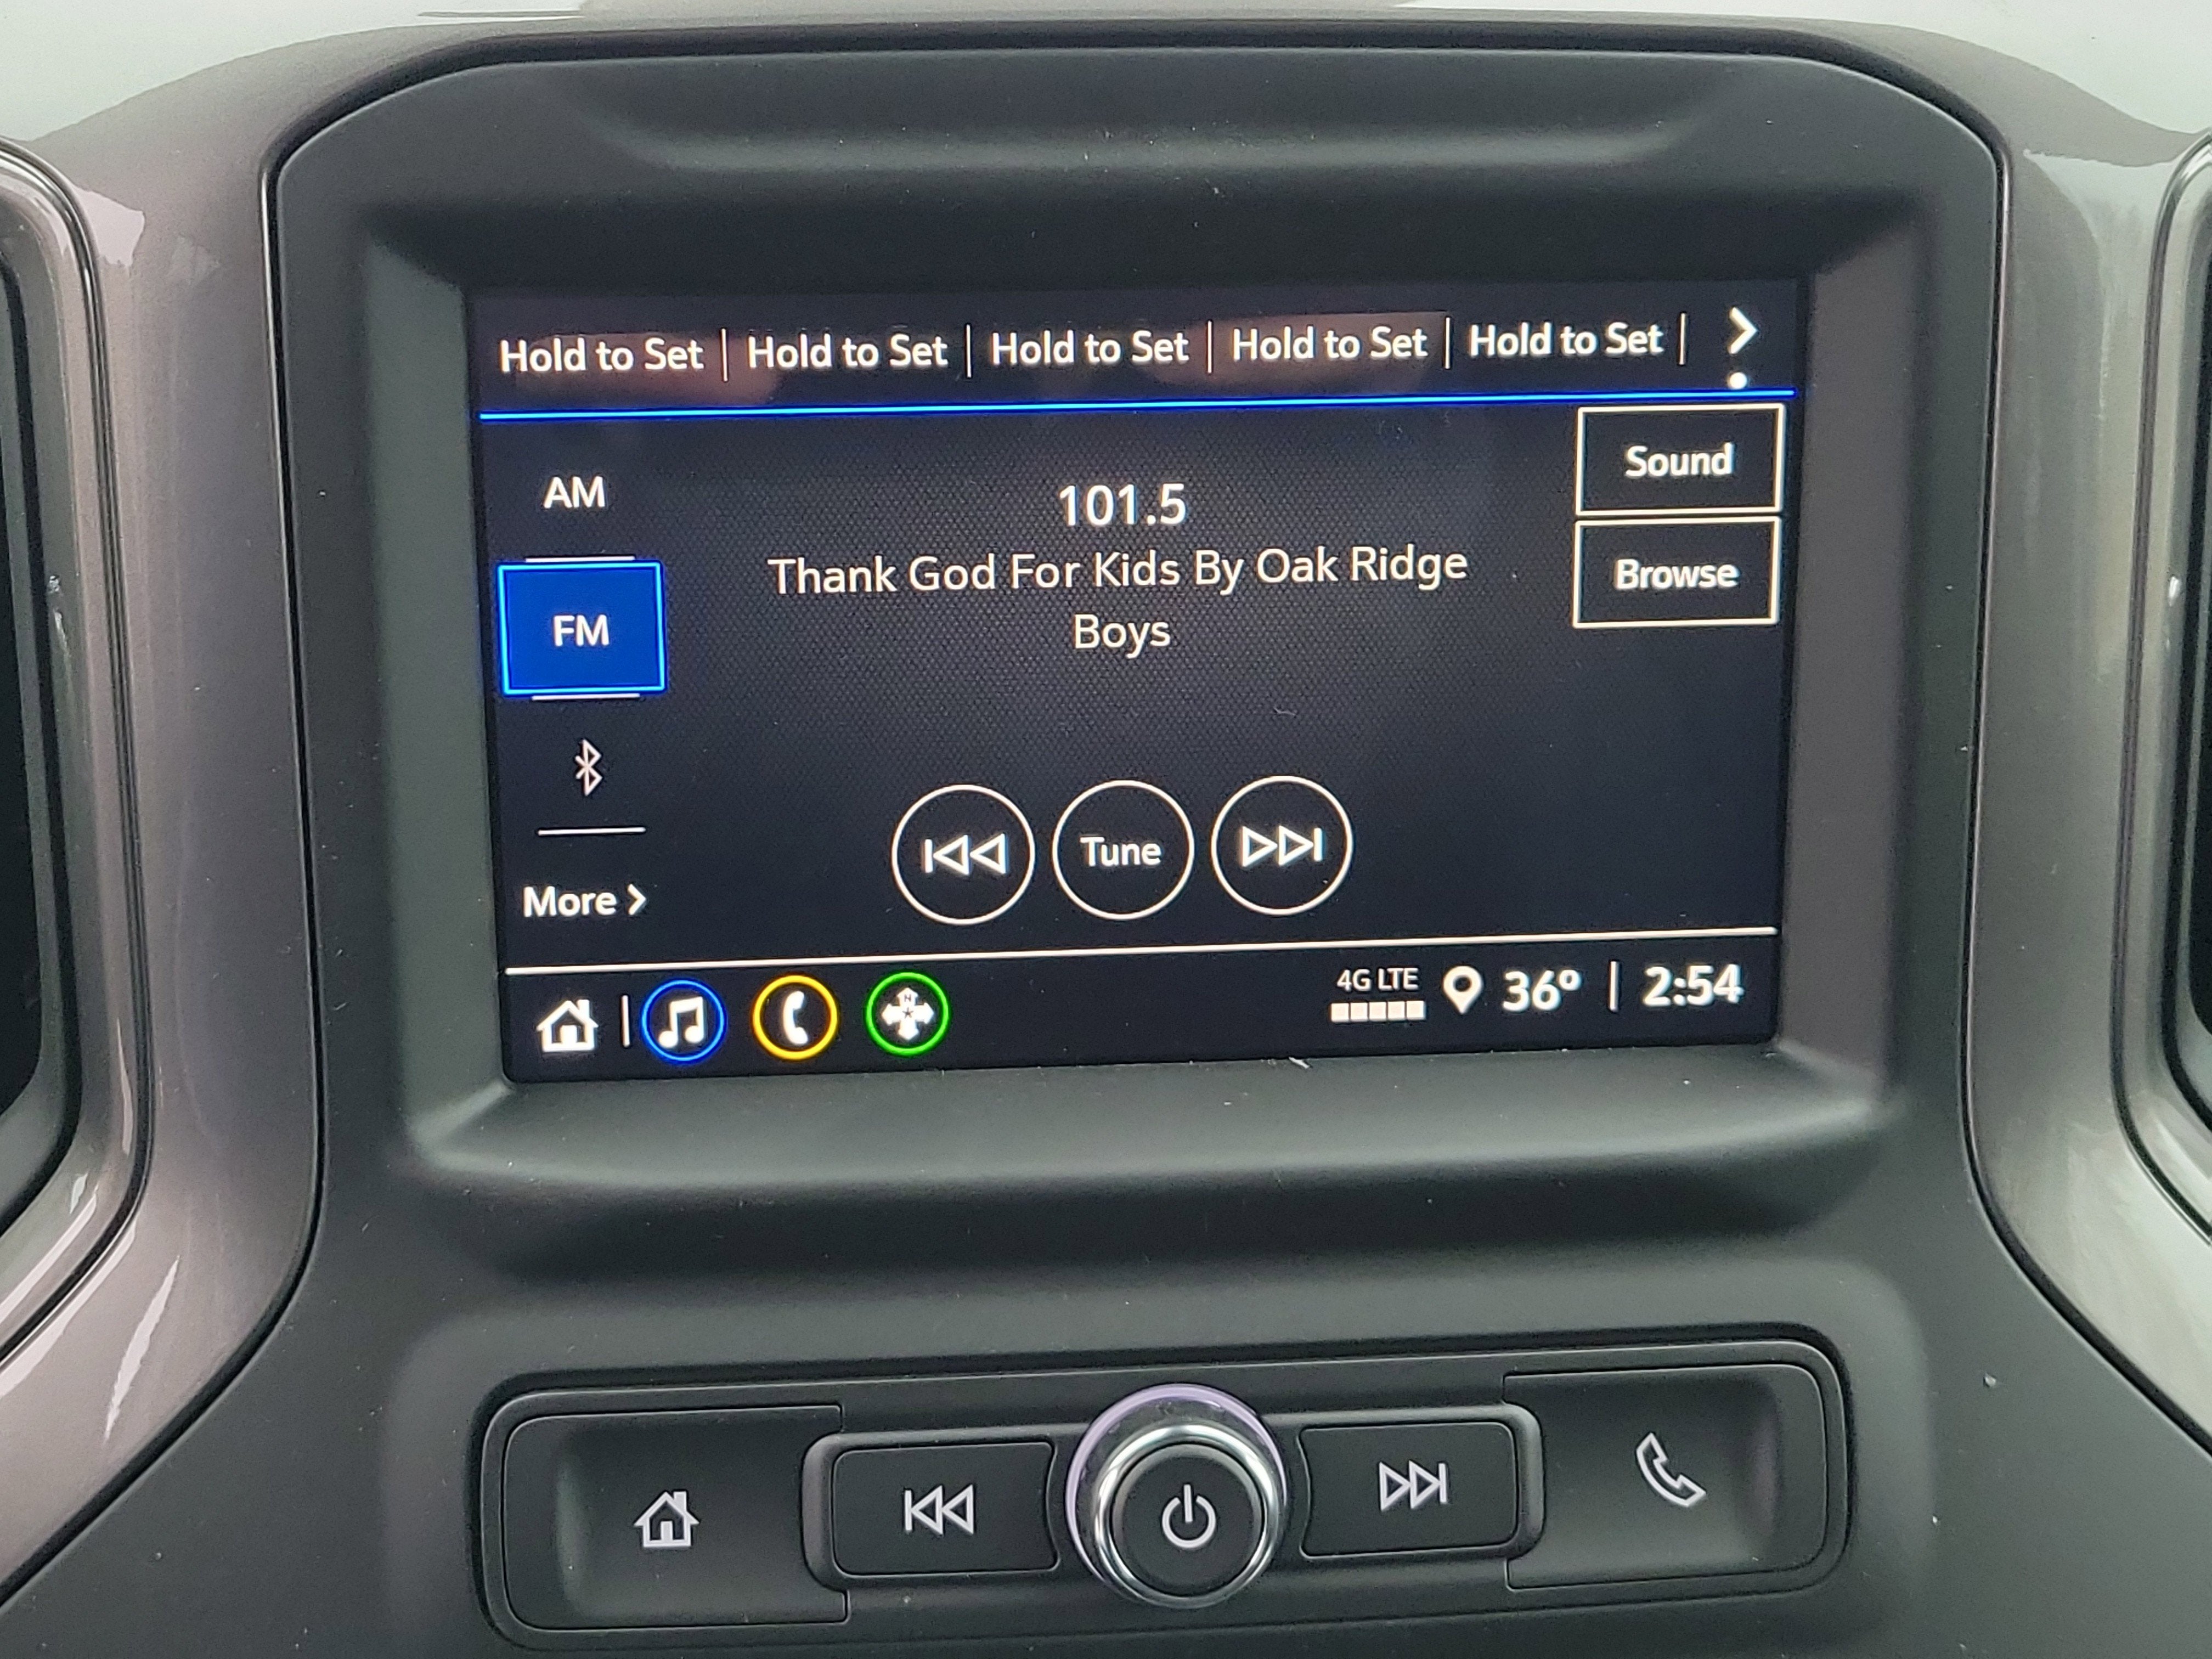 Hold to Set | Hold to Set | Hold to Set | Hold to Set | Hold to Set |
Sound
AM
101.5
Thank God For Kids By Oak Ridge
Boys
Browse
FM
Tune
More
4G LTE
36° | 2:54
N